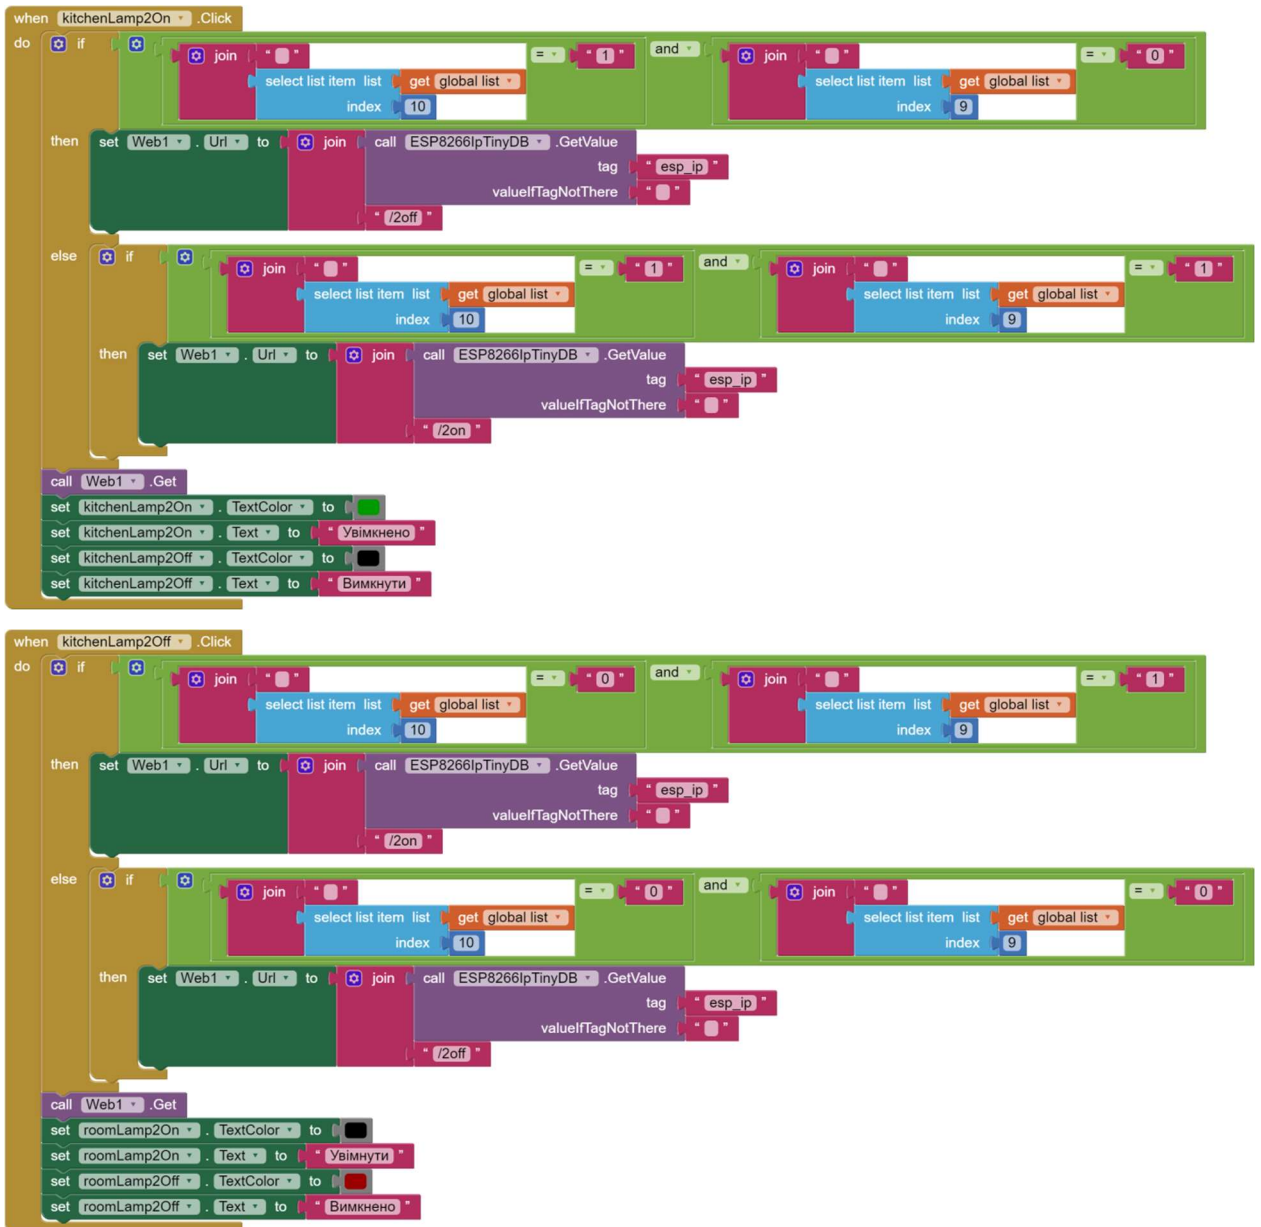 when kitchenLamp2On .Click
do if join " " = " 1 " and join " " = " 0 "
select list item list get global list select list item list get global list
index 10 index 9
then set Web1 . Url to join call ESP8266IpTinyDB .GetValue
tag " esp_ip "
valueIfTagNotThere " "
" /2off "
else if join " " = " 1 " and join " " = " 1 "
select list item list get global list select list item list get global list
index 10 index 9
then set Web1 . Url to join call ESP8266IpTinyDB .GetValue
tag " esp_ip "
valueIfTagNotThere " "
" /2on "
call Web1 .Get
set kitchenLamp2On . TextColor to
set kitchenLamp2On . Text to " Увімкнено "
set kitchenLamp2Off . TextColor to
set kitchenLamp2Off . Text to " Вимкнути "
when kitchenLamp2Off .Click
do if join " " = " 0 " and join " " = " 1 "
select list item list get global list select list item list get global list
index 10 index 9
then set Web1 . Url to join call ESP8266IpTinyDB .GetValue
tag " esp_ip "
valueIfTagNotThere " "
" /2on "
else if join " " = " 0 " and join " " = " 0 "
select list item list get global list select list item list get global list
index 10 index 9
then set Web1 . Url to join call ESP8266IpTinyDB .GetValue
tag " esp_ip "
valueIfTagNotThere " "
" /2off "
call Web1 .Get
set roomLamp2On . TextColor to
set roomLamp2On . Text to " Увімнути "
set roomLamp2Off . TextColor to
set roomLamp2Off . Text to " Вимкнено "